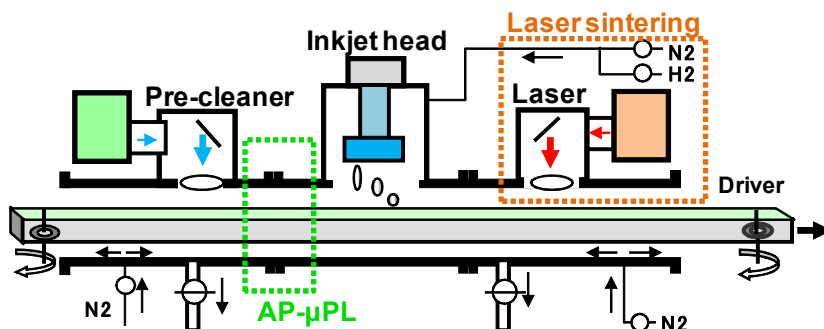 Laser sintering
Inkjet head
N2
H2
Pre-cleaner
Laser
Driver
N2
AP-μPL
N2